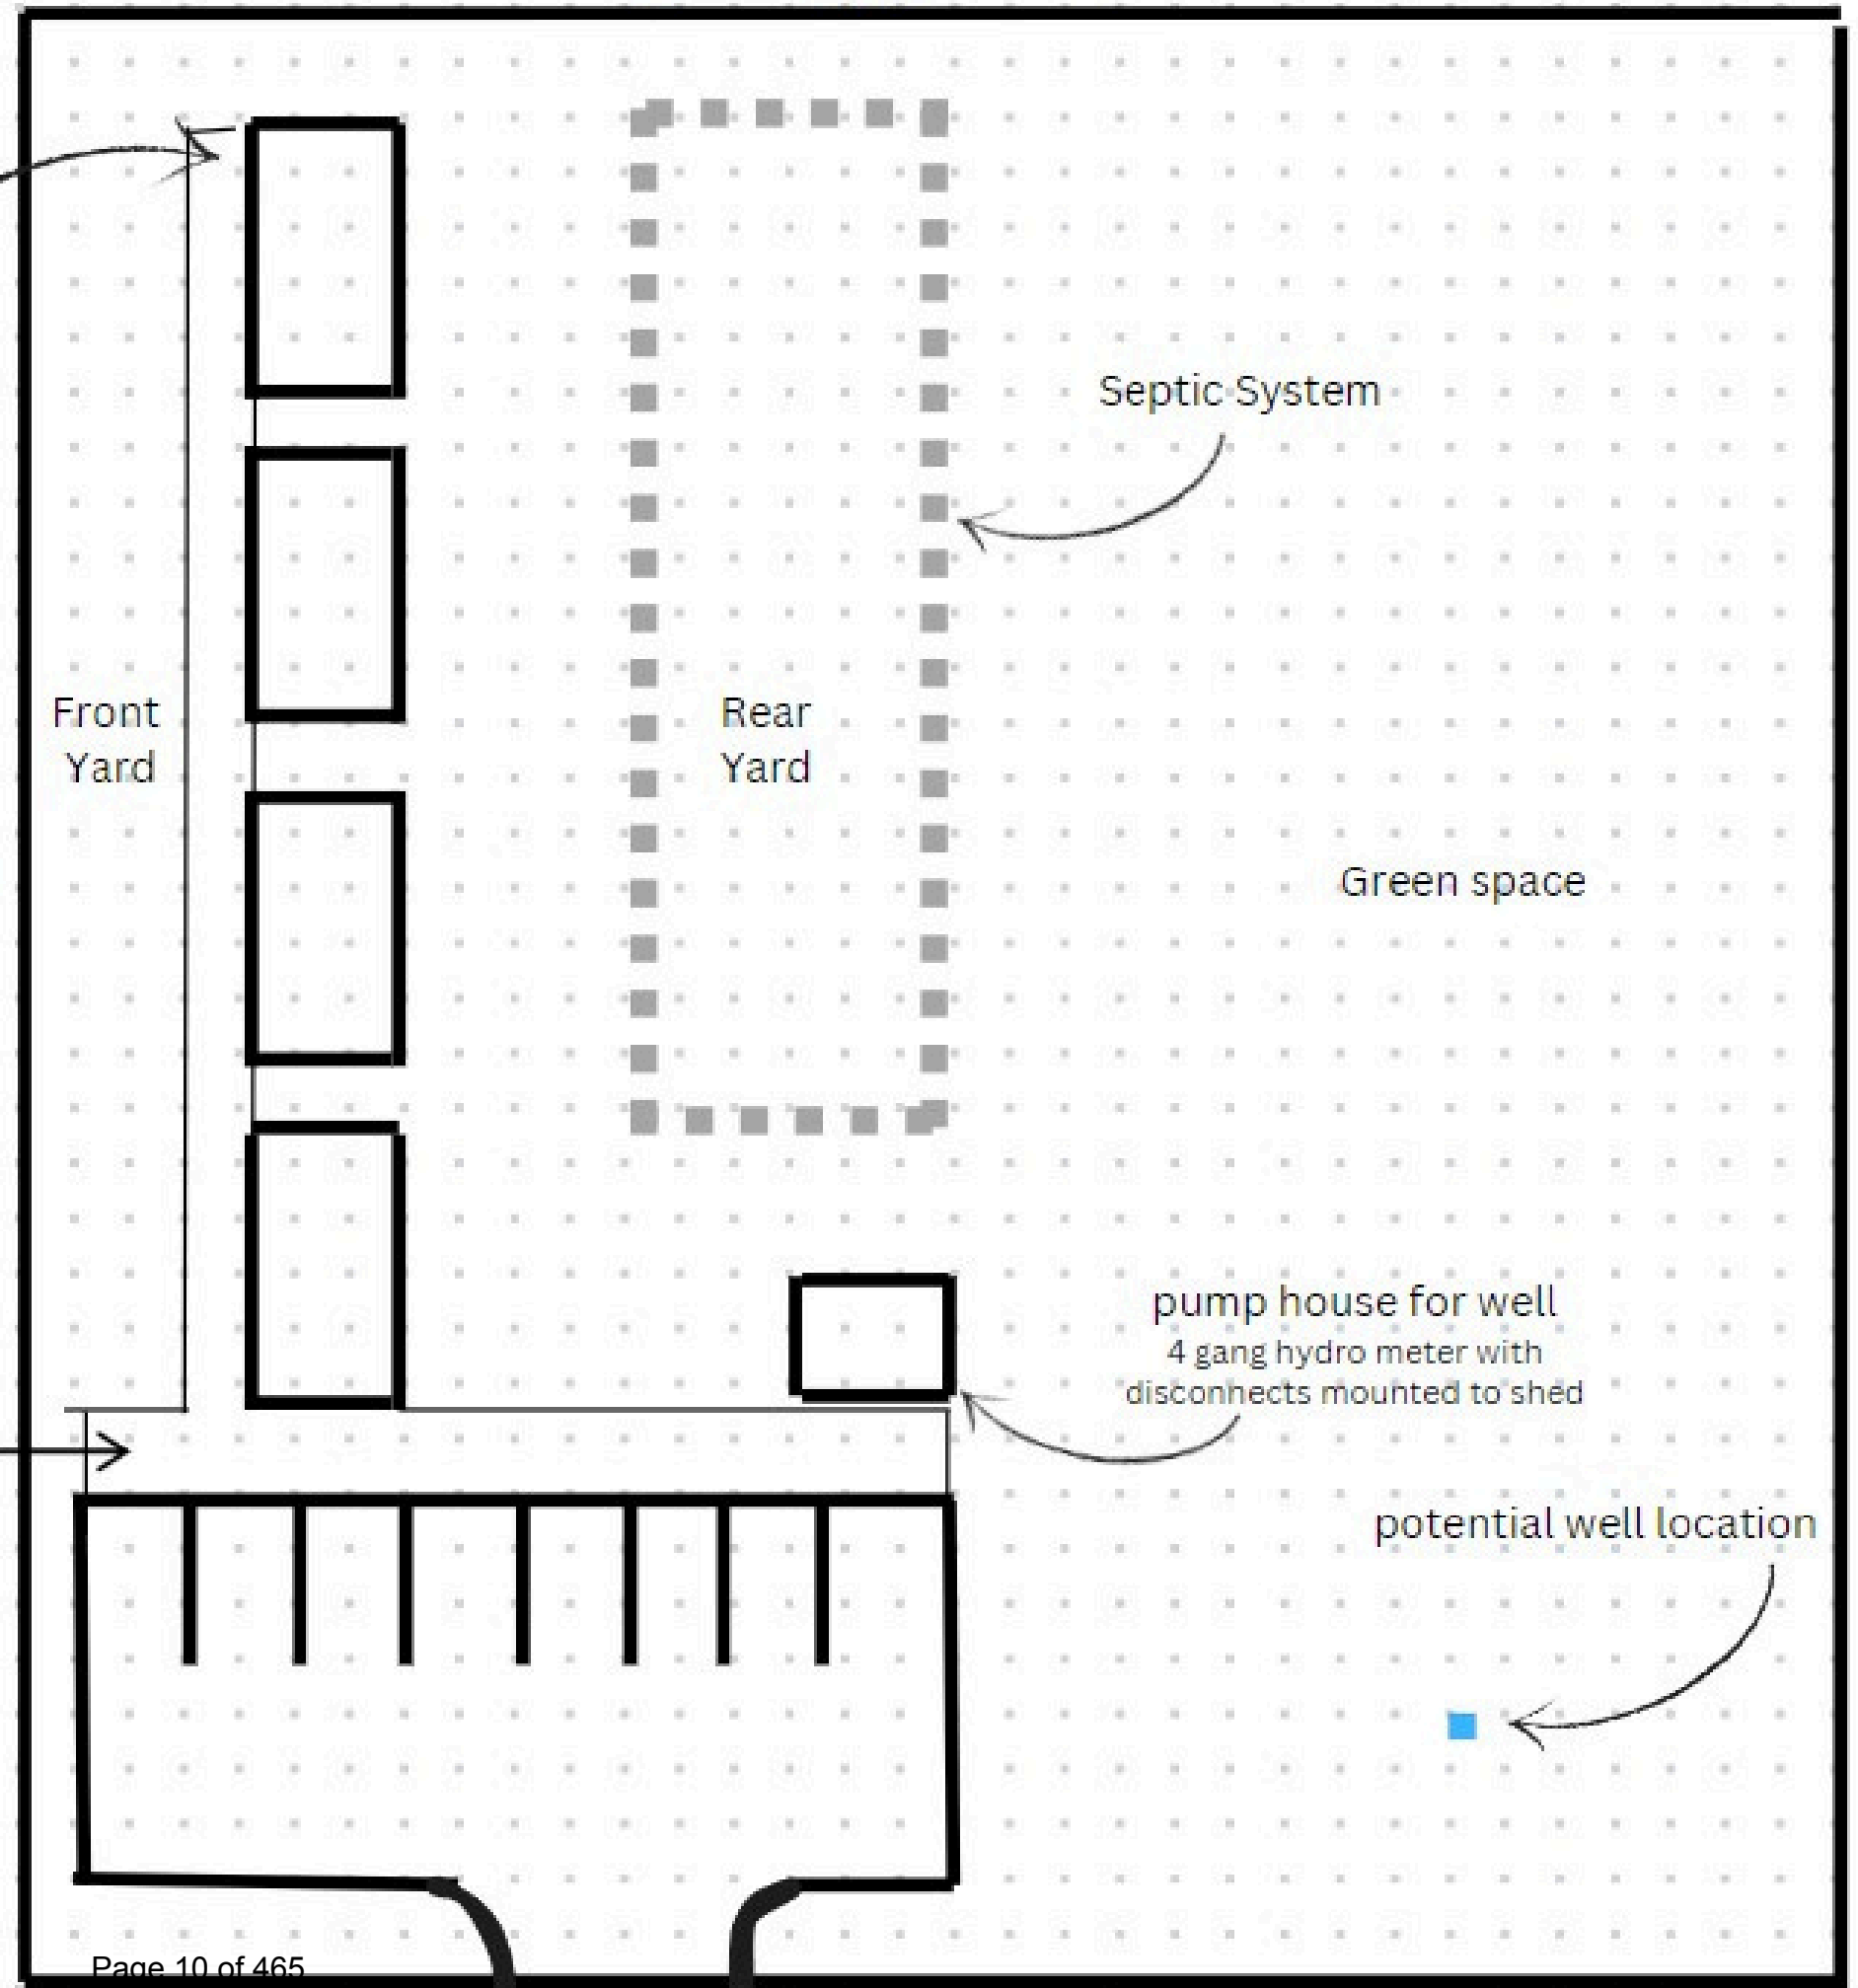 Septic System
Front
Yard
Rear
Yard
Green space
pump house for well
4 gang hydro meter with
disconnects mounted to shed
potential well location
Page 10 of 465